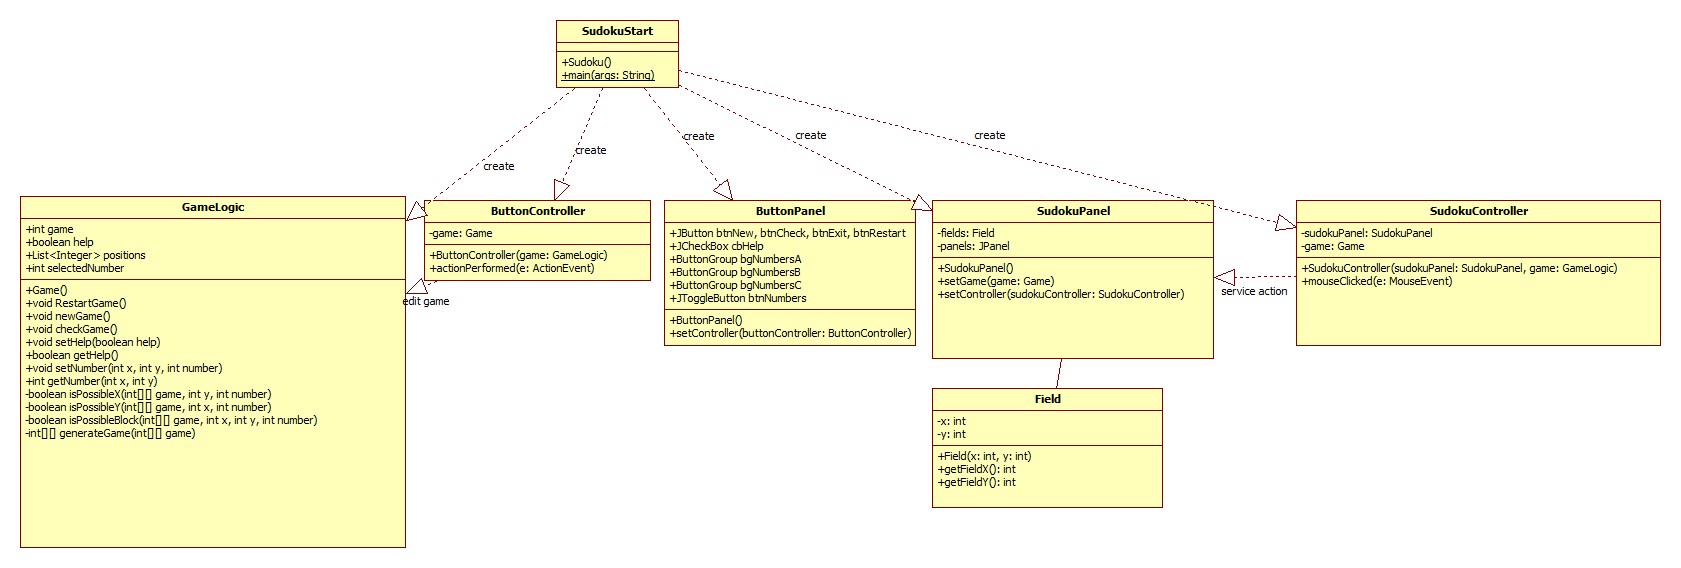 SudokuStart
+Sudoku()
+main(args: String)
create
create
create
create
create
GameLogic
+int game
+boolean help
+List<Integer> positions
+int selectedNumber
+Game()
+void RestartGame()
+void newGame()
+void checkGame()
+void setHelp(boolean help)
+boolean getHelp()
+void setNumber(int x, int y, int number)
+int getNumber(int x, int y)
-boolean isPossibleX(int[][] game, int y, int number)
-boolean isPossibleY(int[][] game, int x, int number)
-boolean isPossibleBlock(int[][] game, int x, int y, int number)
-int[][] generateGame(int[][] game)
ButtonController
-game: Game
+ButtonController(game: GameLogic)
+actionPerformed(e: ActionEvent)
edit game
ButtonPanel
+JButton btnNew, btnCheck, btnExit, btnRestart
+JCheckBox cbHelp
+ButtonGroup bgNumbersA
+ButtonGroup bgNumbersB
+ButtonGroup bgNumbersC
+JToggleButton btnNumbers
+ButtonPanel()
+setController(buttonController: ButtonController)
SudokuPanel
-fields: Field
-panels: JPanel
+SudokuPanel()
+setGame(game: Game)
+setController(sudokuController: SudokuController)
service action
SudokuController
-sudokuPanel: SudokuPanel
-game: Game
+SudokuController(sudokuPanel: SudokuPanel, game: GameLogic)
+mouseClicked(e: MouseEvent)
Field
-x: int
-y: int
+Field(x: int, y: int)
+getFieldX(): int
+getFieldY(): int